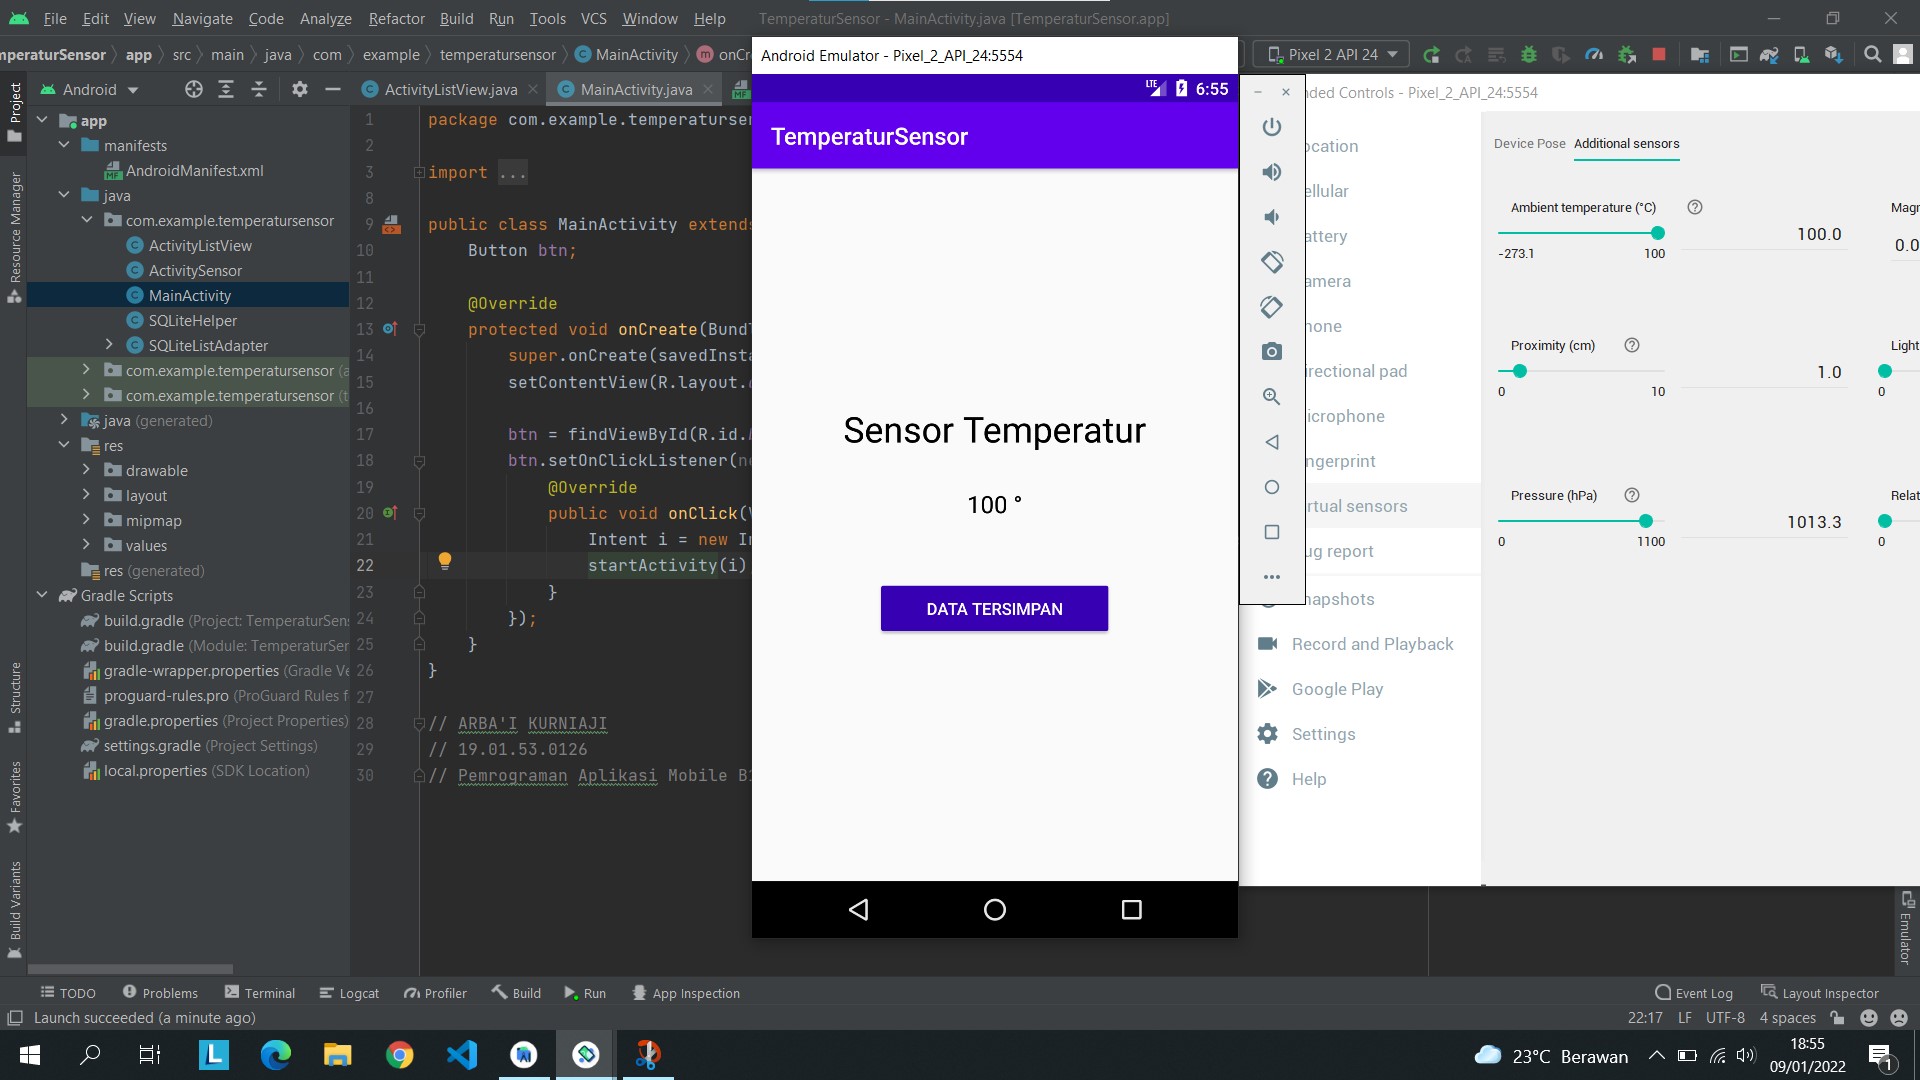 File Edit View Navigate Code Analyze Refactor Build Run Tools VCS Window Help TemperaturSensor - MainActivity.java [TemperaturSensor.app]
mperaturSensor app src main java com example temperatursensor MainActivity onCr Pixel 2 API 24
Android ActivityListView.java MainActivity.java
Project
Resource Manager
Structure
Favorites
Build Variants
app
manifests
AndroidManifest.xml
java
com.example.temperatursensor
ActivityListView
ActivitySensor
MainActivity
SQLiteHelper
SQLiteListAdapter
com.example.temperatursensor (a
com.example.temperatursensor (t
java (generated)
res
drawable
layout
mipmap
values
res (generated)
Gradle Scripts
build.gradle (Project: TemperaturSens
build.gradle (Module: TemperaturSer
gradle-wrapper.properties (Gradle Ve
proguard-rules.pro (ProGuard Rules f
gradle.properties (Project Properties)
settings.gradle (Project Settings)
local.properties (SDK Location)
1 package com.example.temperaturser
2
3 import ...
8
9 public class MainActivity extends
10 Button btn;
11
12 @Override
13 protected void onCreate(Bundl
14 super.onCreate(savedInsta
15 setContentView(R.layout.
16
17 btn = findViewById(R.id.
18 btn.setOnClickListener(ne
19 @Override
20 public void onClick(V
21 Intent i = new In
22 startActivity(i)
23 }
24 });
25 }
26 }
27
28 // ARBA'I KURNIAJI
29 // 19.01.53.0126
30 // Pemrograman Aplikasi Mobile B1
Android Emulator - Pixel_2_API_24:5554
LTE 6:55
TemperaturSensor
Sensor Temperatur
100 °
DATA TERSIMPAN
nded Controls - Pixel_2_API_24:5554
ocation
ellular
attery
amera
hone
irectional pad
icrophone
ngerprint
rtual sensors
ug report
napshots
Record and Playback
Google Play
Settings
Help
Device Pose Additional sensors
Ambient temperature (°C) Magn
100.0 0.0
-273.1 100
Proximity (cm) Light
1.0
0 10 0
Pressure (hPa) Relat
1013.3
0 1100 0
Emulator
TODO Problems Terminal Logcat Profiler Build Run App Inspection Event Log Layout Inspector
Launch succeeded (a minute ago) 22:17 LF UTF-8 4 spaces
L 23°C Berawan 18:55
09/01/2022 1